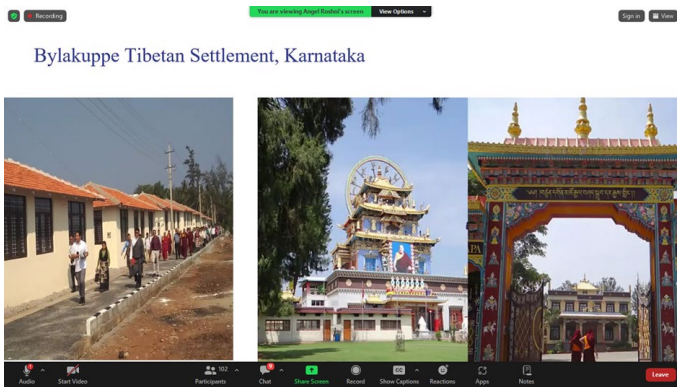 Recording
You are viewing Angel Roshol's screen
View Options
Sign in
View
Bylakuppe Tibetan Settlement, Karnataka
Audio
Start Video
102
Participants
Chat
Share Screen
Record
CC
Show Captions
Reactions
Apps
Notes
Leave